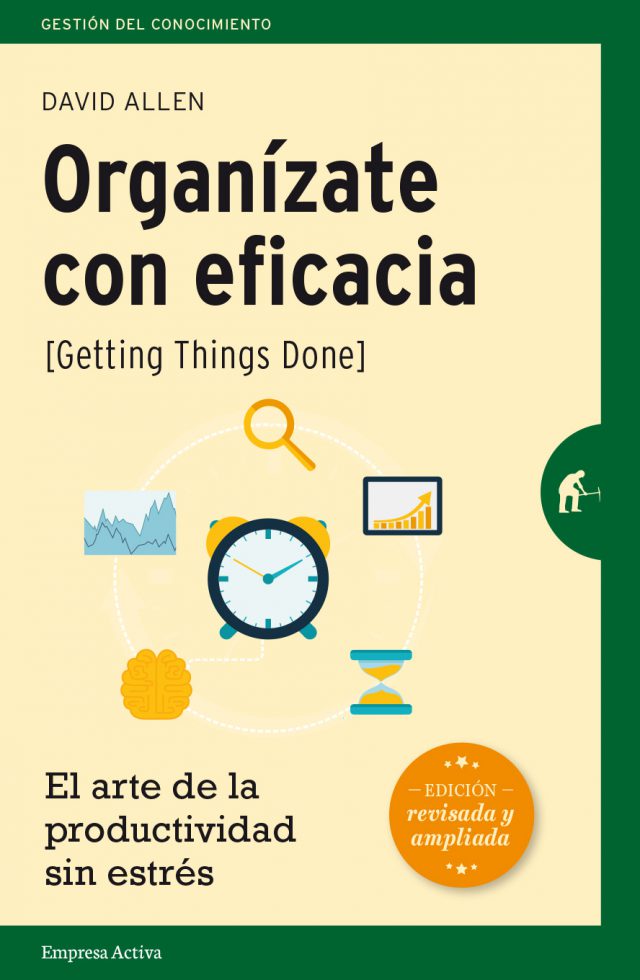 GESTIÓN DEL CONOCIMIENTO
DAVID ALLEN
Organízate
con eficacia
[Getting Things Done]
El arte de la
productividad
sin estrés
EDICIÓN
revisada y
ampliada
Empresa Activa